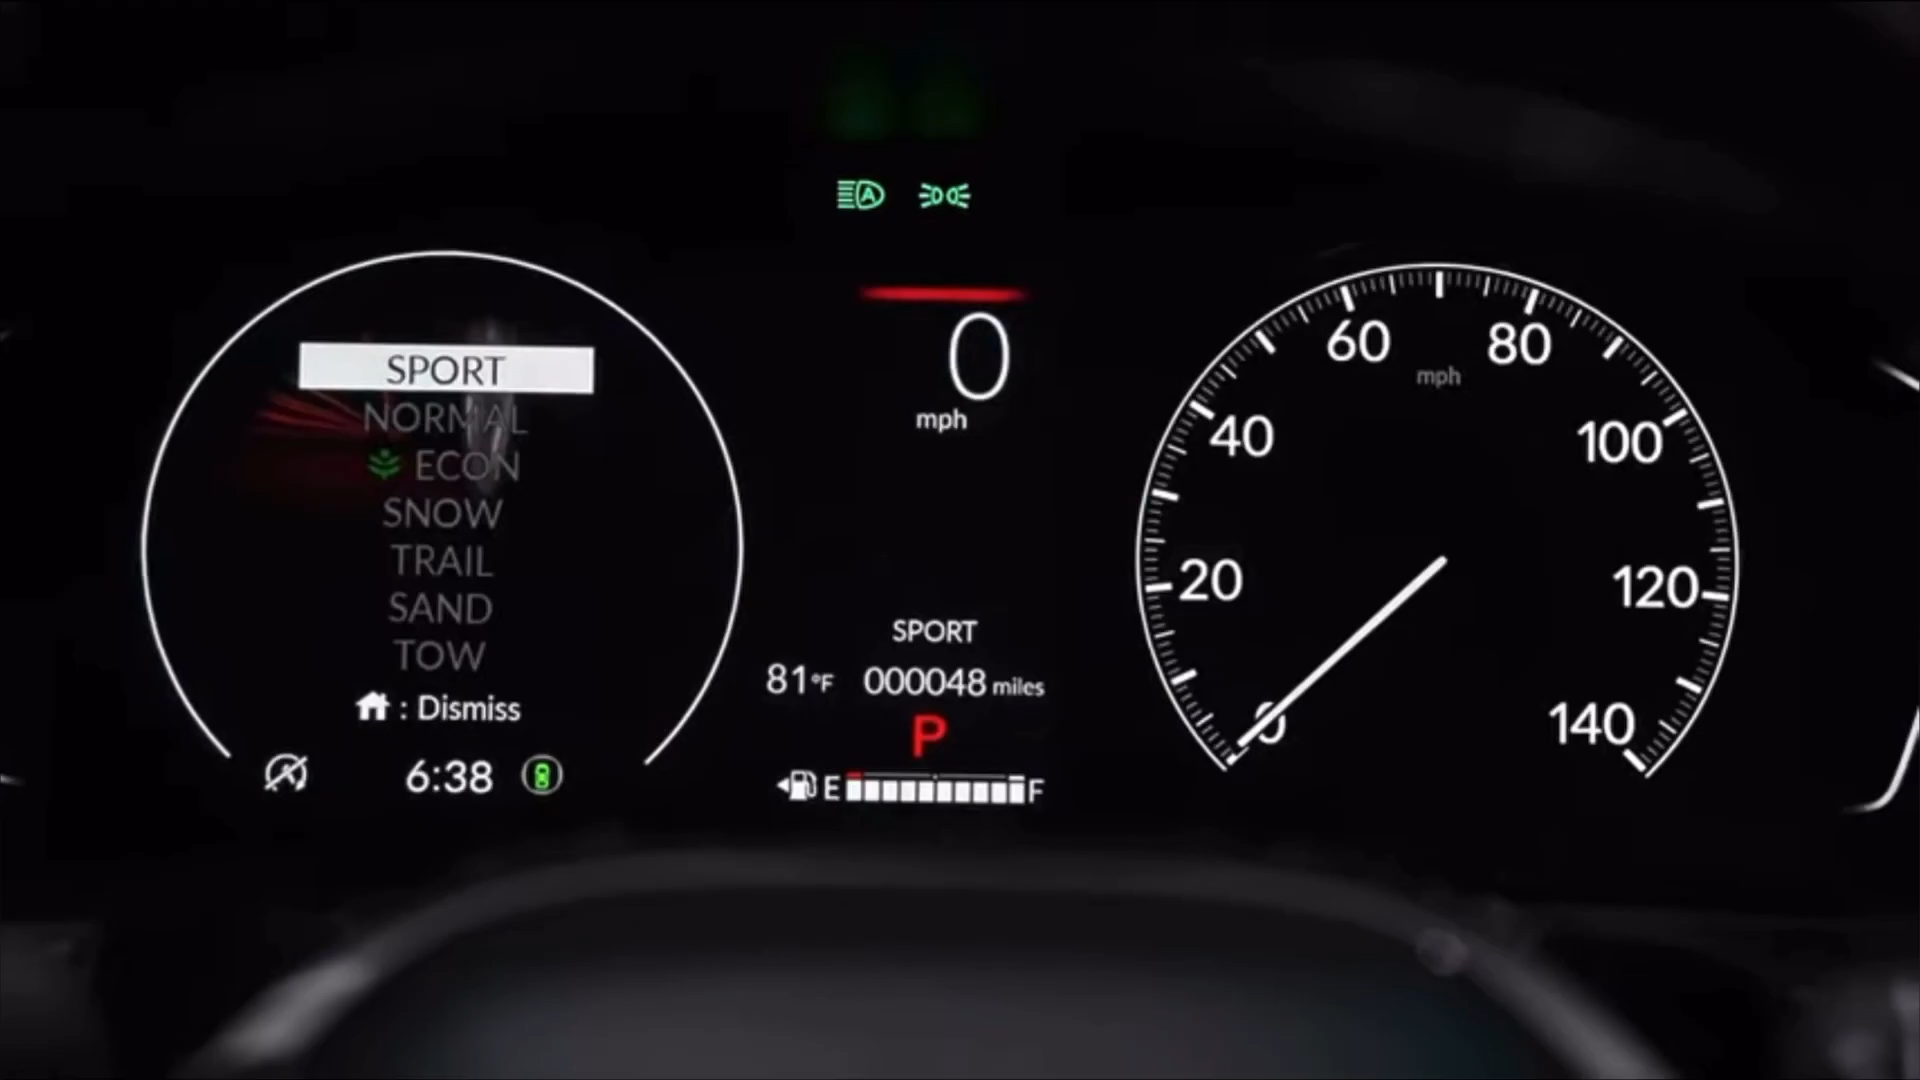 A
SPORT
NORMAL
ECON
SNOW
TRAIL
SAND
TOW
: Dismiss
A
6:38
0
mph
SPORT
81°F 000048 miles
P
E F
0
20
40
60
80
100
120
140
mph